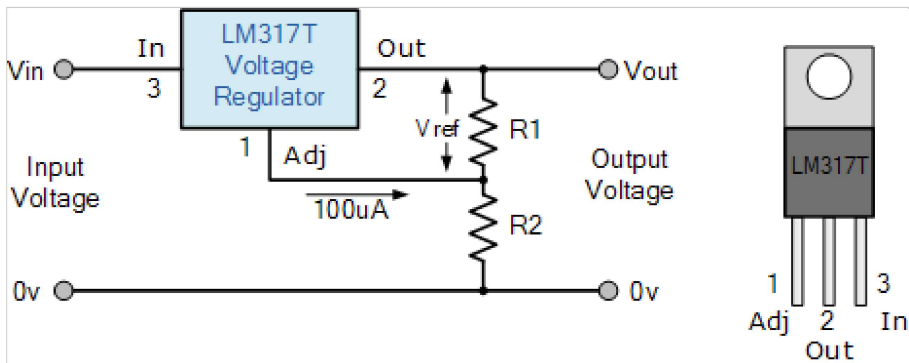 LM317T
Voltage
Regulator
In
Out
Vin
3
2
Vout
Vref
R1
1
Adj
Input
Voltage
Output
Voltage
100uA
R2
0v
0v
LM317T
1
3
Adj
2
In
Out